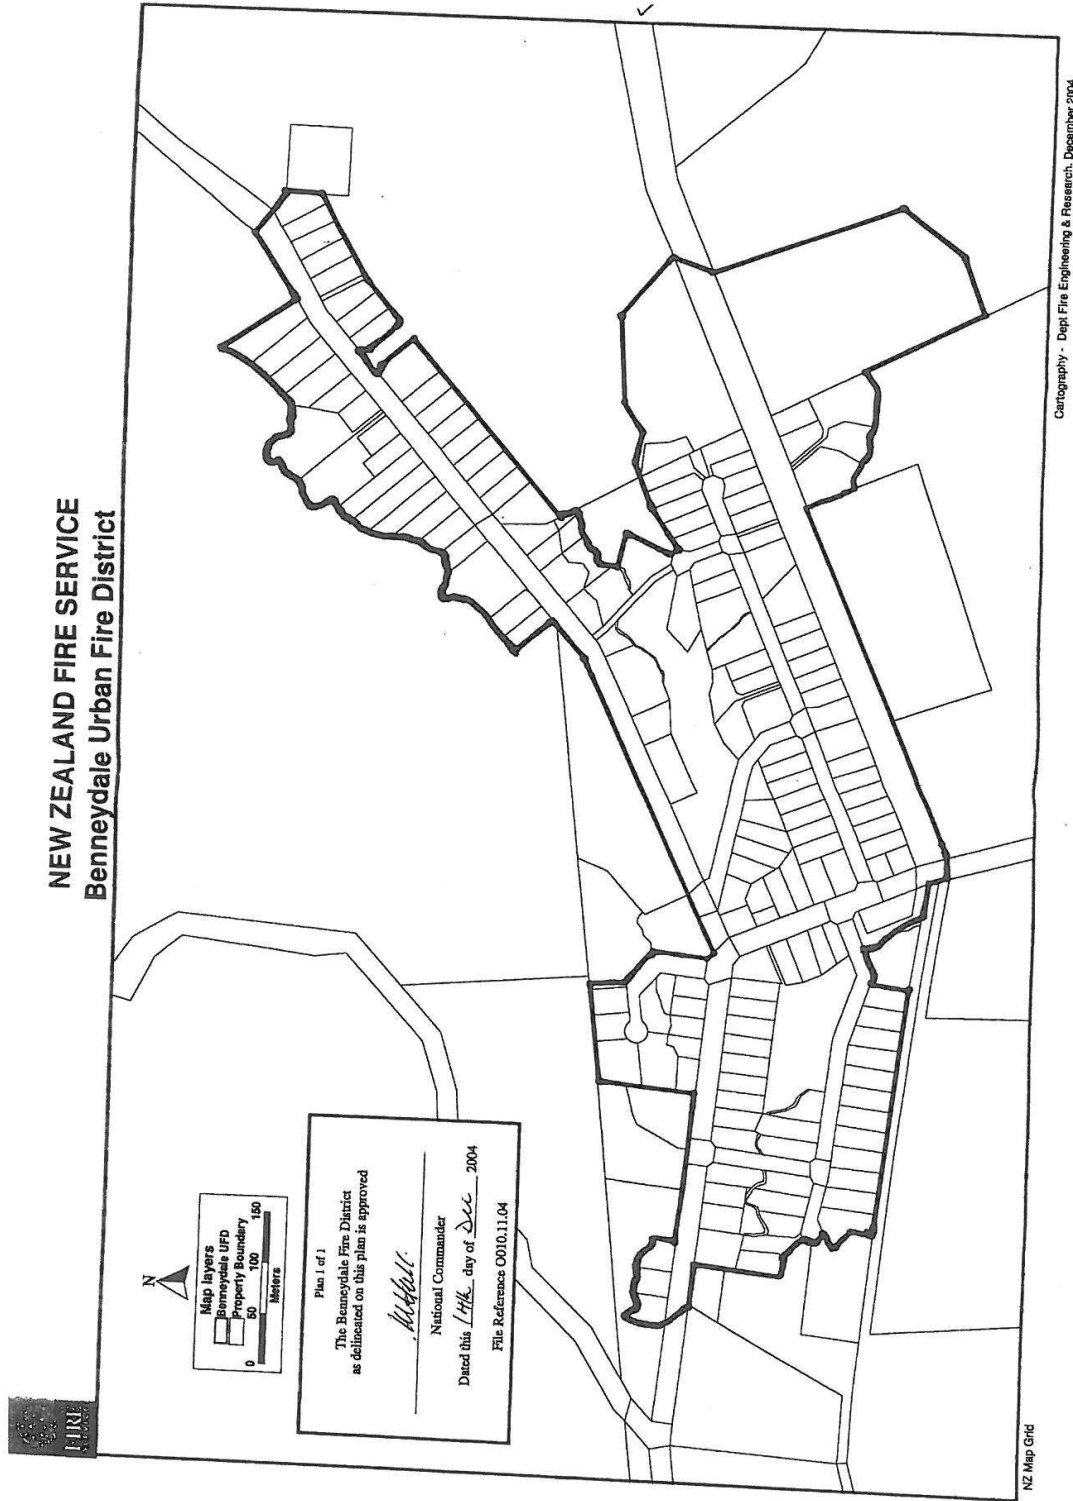 NEW ZEALAND FIRE SERVICE
Benneydale Urban Fire District
FIRE
N
Map layers
Benneydale UFD
Property Boundary
0 50 100 150
Meters
Plan 1 of 1
The Benneydale Fire District
as delineated on this plan is approved
National Commander
Dated this 14th day of Dec 2004
File Reference O010.11.04
NZ Map Grid
Cartography - Dept Fire Engineering & Research. December 2004